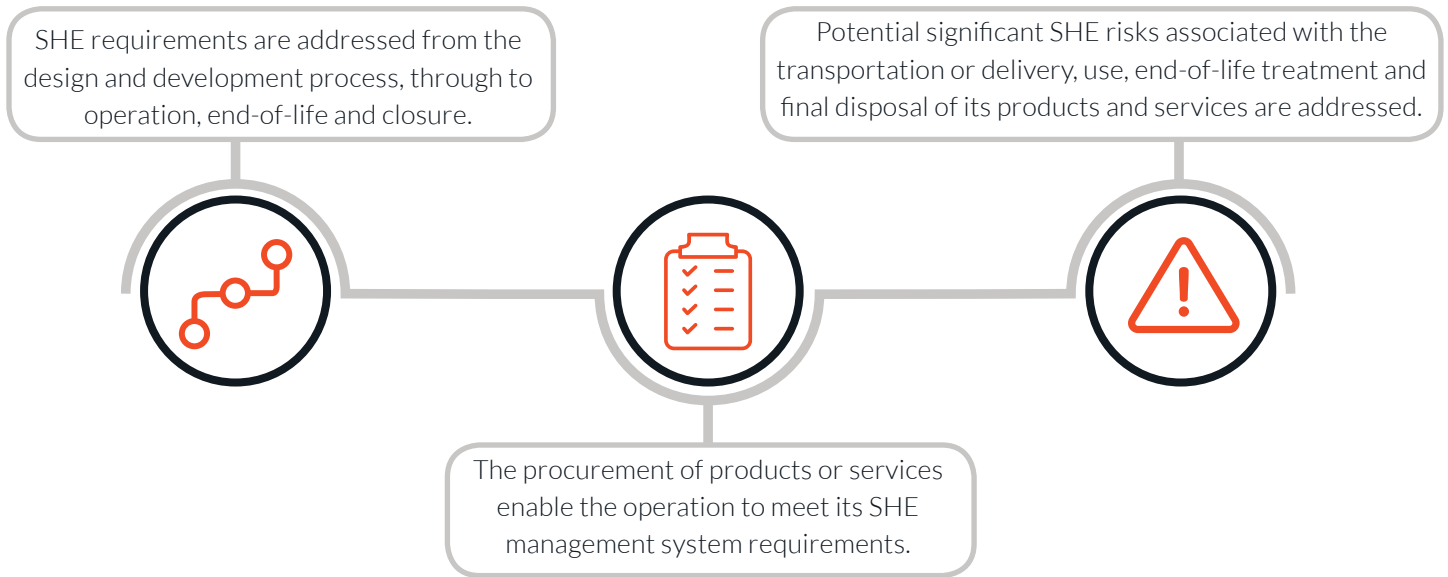 SHE requirements are addressed from the
design and development process, through to
operation, end-of-life and closure.
Potential significant SHE risks associated with the
transportation or delivery, use, end-of-life treatment and
final disposal of its products and services are addressed.
The procurement of products or services
enable the operation to meet its SHE
management system requirements.